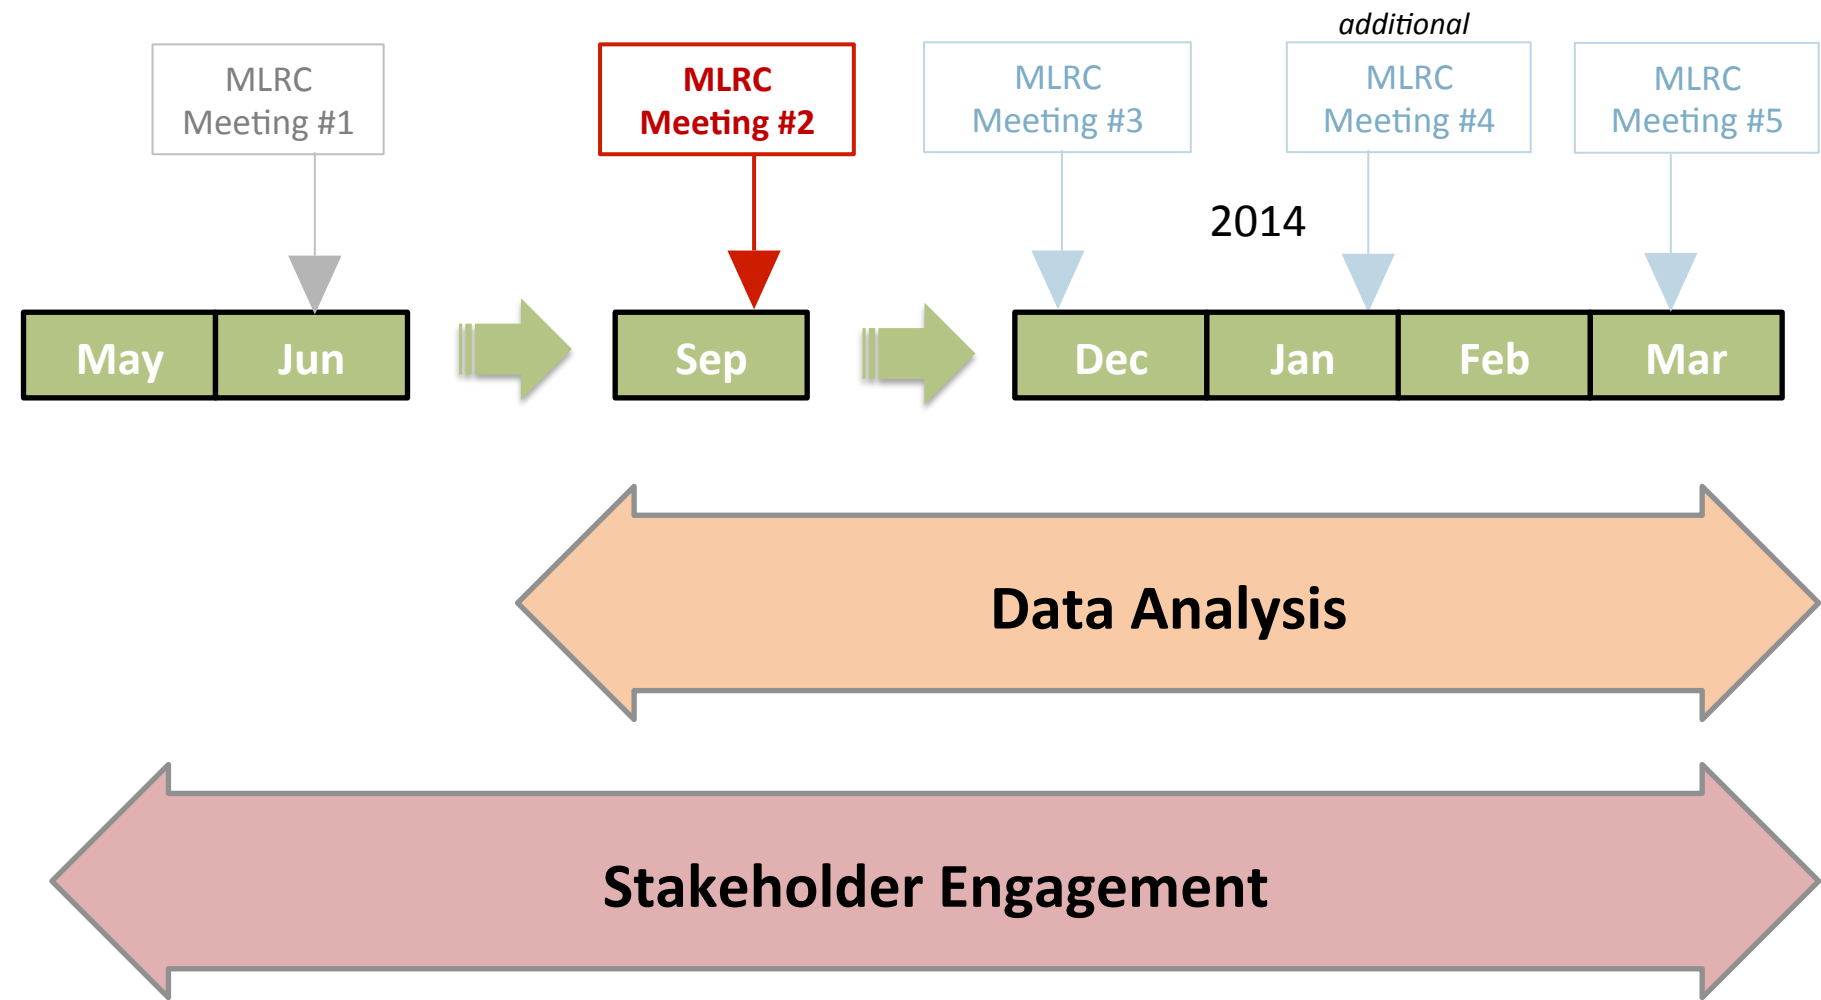 additional
MLRC
Meeting #1
MLRC
Meeting #2
MLRC
Meeting #3
MLRC
Meeting #4
MLRC
Meeting #5
2014
May
Jun
Sep
Dec
Jan
Feb
Mar
Data Analysis
Stakeholder Engagement